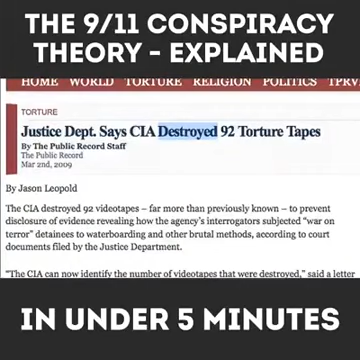 THE 9/11 CONSPIRACY
THEORY - EXPLAINED
HOME WORLD TORTURE RELIGION POLITICS TPRV
TORTURE
Justice Dept. Says CIA Destroyed 92 Torture Tapes
By The Public Record Staff
The Public Record
Mar 2nd, 2009
By Jason Leopold
The CIA destroyed 92 videotapes – far more than previously known – to prevent
disclosure of evidence revealing how the agency's interrogators subjected "war on
terror" detainees to waterboarding and other brutal methods, according to court
documents filed by the Justice Department.
"The CIA can now identify the number of videotapes that were destroyed," said a letter
IN UNDER 5 MINUTES